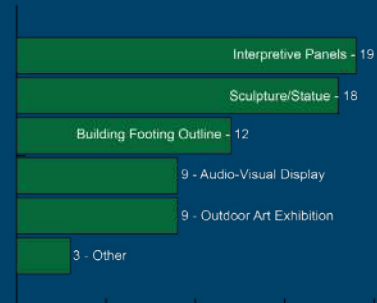 Interpretive Panels - 19
Sculpture/Statue - 18
Building Footing Outline - 12
9 - Audio-Visual Display
9 - Outdoor Art Exhibition
3 - Other